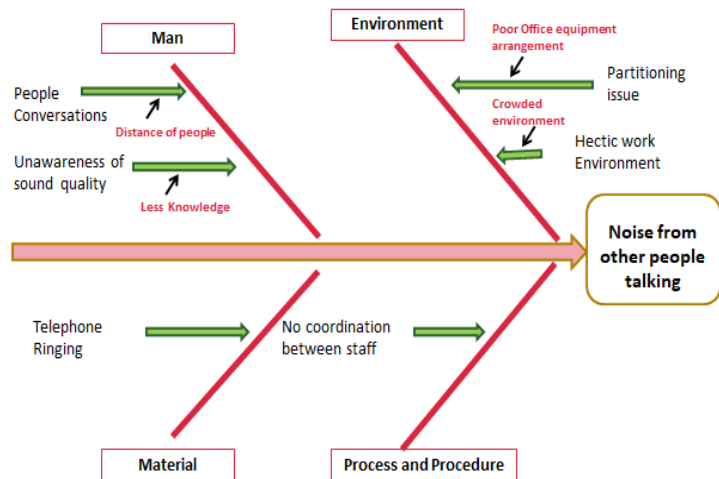 Man
Environment
Poor Office equipment
arrangement
Partitioning
issue
People
Conversations
Distance of people
Crowded
environment
Hectic work
Environment
Unawareness of
sound quality
Less Knowledge
Noise from
other people
talking
Telephone
Ringing
No coordination
between staff
Material
Process and Procedure